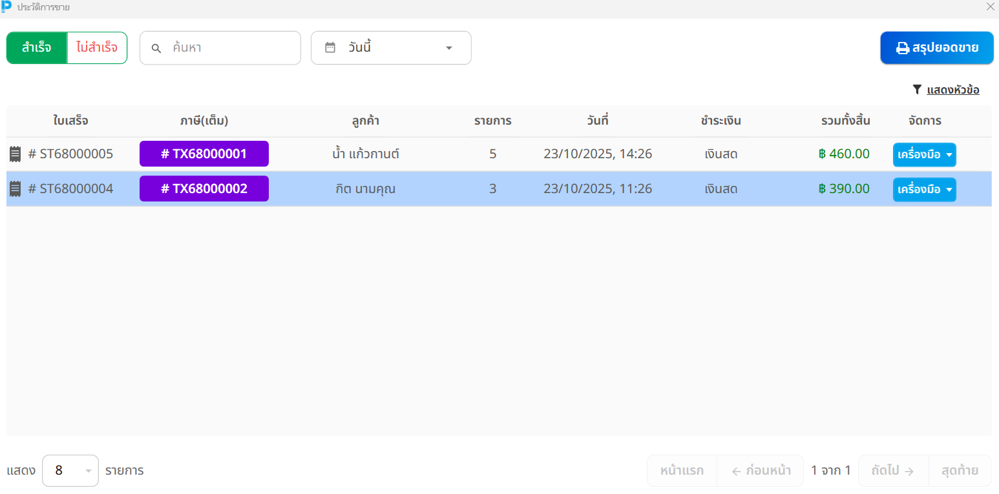 P ประวัติการขาย
สำเร็จ ไม่สำเร็จ ค้นหา วันนี้ สรุปยอดขาย
แสดงหัวข้อ
ใบเสร็จ ภาษี(เต็ม) ลูกค้า รายการ วันที่ ชำระเงิน รวมทั้งสิ้น จัดการ
# ST68000005 # TX68000001 น้ำ แก้วกานต์ 5 23/10/2025, 14:26 เงินสด ฿ 460.00 เครื่องมือ
# ST68000004 # TX68000002 กิต นามคุณ 3 23/10/2025, 11:26 เงินสด ฿ 390.00 เครื่องมือ
แสดง 8 รายการ หน้าแรก ← ก่อนหน้า 1 จาก 1 ถัดไป → สุดท้าย